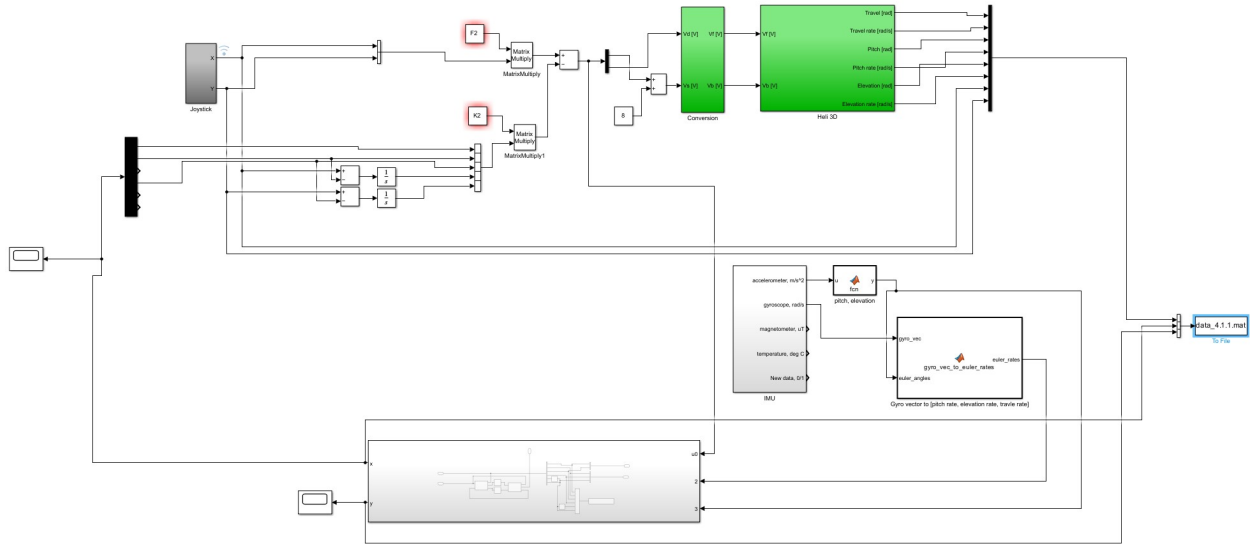 Joystick
X
Y
F2
Matrix
Multiply
MatrixMultiply
+
−
K2
Matrix
Multiply
MatrixMultiply1
+
−
1
s
+
−
1
s
8
+
+
Vd [V]
Vs [V]
Vf [V]
Vb [V]
Conversion
Vf [V]
Vb [V]
Travel [rad]
Travel rate [rad/s]
Pitch [rad]
Pitch rate [rad/s]
Elevation [rad]
Elevation rate [rad/s]
Heli 3D
accelerometer, m/s^2
gyroscope, rad/s
magnetometer, uT
temperature, deg C
New data, 0/1
IMU
u
fcn
y
pitch, elevation
gyro_vec
euler_angles
gyro_vec_to_euler_rates
euler_rates
Gyro vector to [pitch rate, elevation rate, travle rate]
data_4.1.1.mat
To File
x
y
u0
2
3